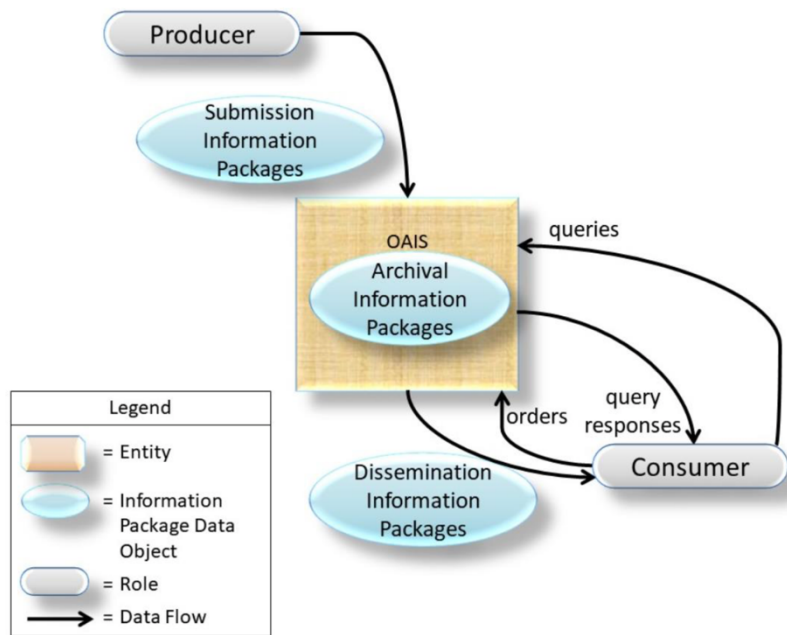 Producer
Submission
Information
Packages
OAIS
Archival
Information
Packages
queries
query
responses
orders
Consumer
Dissemination
Information
Packages
Legend
= Entity
= Information
Package Data
Object
= Role
= Data Flow